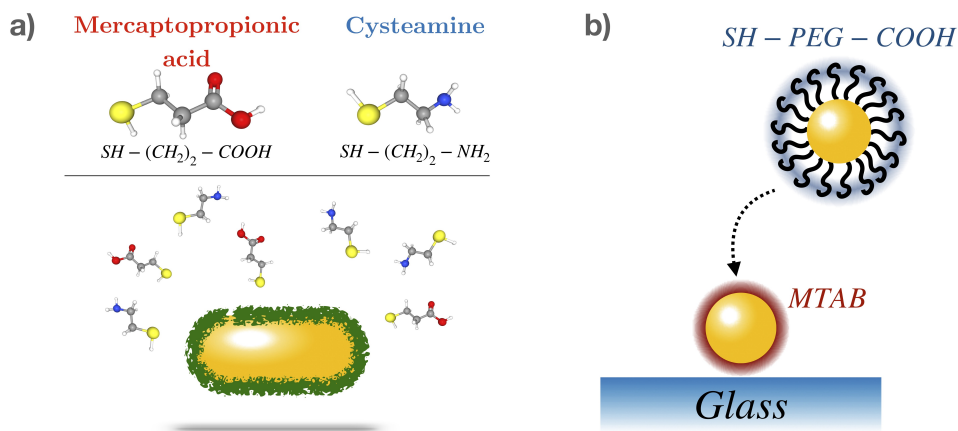 a)
Mercaptopropionic
acid
Cysteamine
SH − (CH₂)₂ − COOH
SH − (CH₂)₂ − NH₂
b)
SH − PEG − COOH
MTAB
Glass